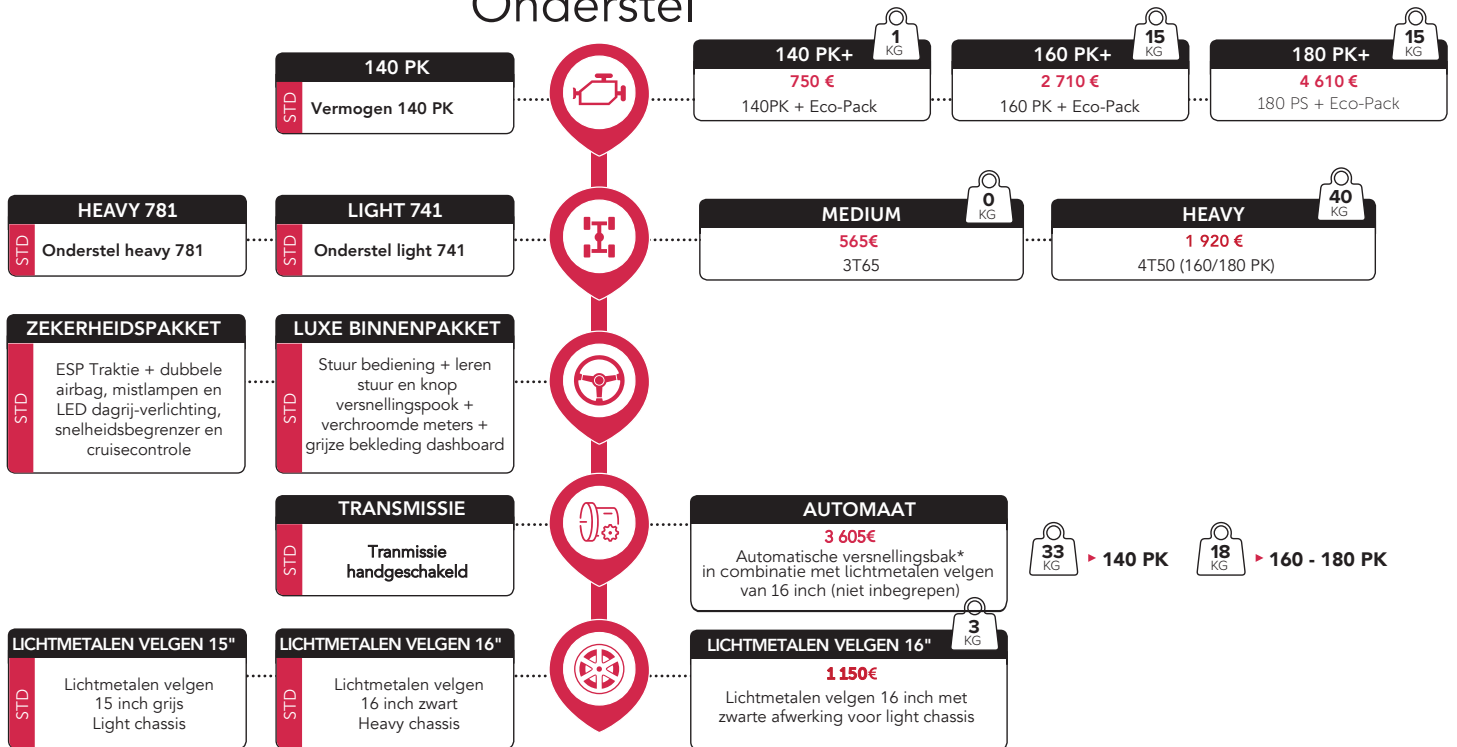 Onderstel
140 PK
STD
Vermogen 140 PK
140 PK+
1
KG
750 €
140PK + Eco-Pack
160 PK+
15
KG
2 710 €
160 PK + Eco-Pack
180 PK+
15
KG
4 610 €
180 PS + Eco-Pack
HEAVY 781
STD
Onderstel heavy 781
LIGHT 741
STD
Onderstel light 741
MEDIUM
0
KG
565€
3T65
HEAVY
40
KG
1 920 €
4T50 (160/180 PK)
ZEKERHEIDSPAKKET
STD
ESP Traktie + dubbele
airbag, mistlampen en
LED dagrij-verlichting,
snelheidsbegrenzer en
cruisecontrole
LUXE BINNENPAKKET
STD
Stuur bediening + leren
stuur en knop
versnellingspook +
verchroomde meters +
grijze bekleding dashboard
TRANSMISSIE
STD
Tranmissie
handgeschakeld
AUTOMAAT
3 605€
Automatische versnellingsbak*
in combinatie met lichtmetalen velgen
van 16 inch (niet inbegrepen)
33
KG
140 PK
18
KG
160 - 180 PK
LICHTMETALEN VELGEN 15"
STD
Lichtmetalen velgen
15 inch grijs
Light chassis
LICHTMETALEN VELGEN 16"
STD
Lichtmetalen velgen
16 inch zwart
Heavy chassis
LICHTMETALEN VELGEN 16"
3
KG
1 150€
Lichtmetalen velgen 16 inch met
zwarte afwerking voor light chassis